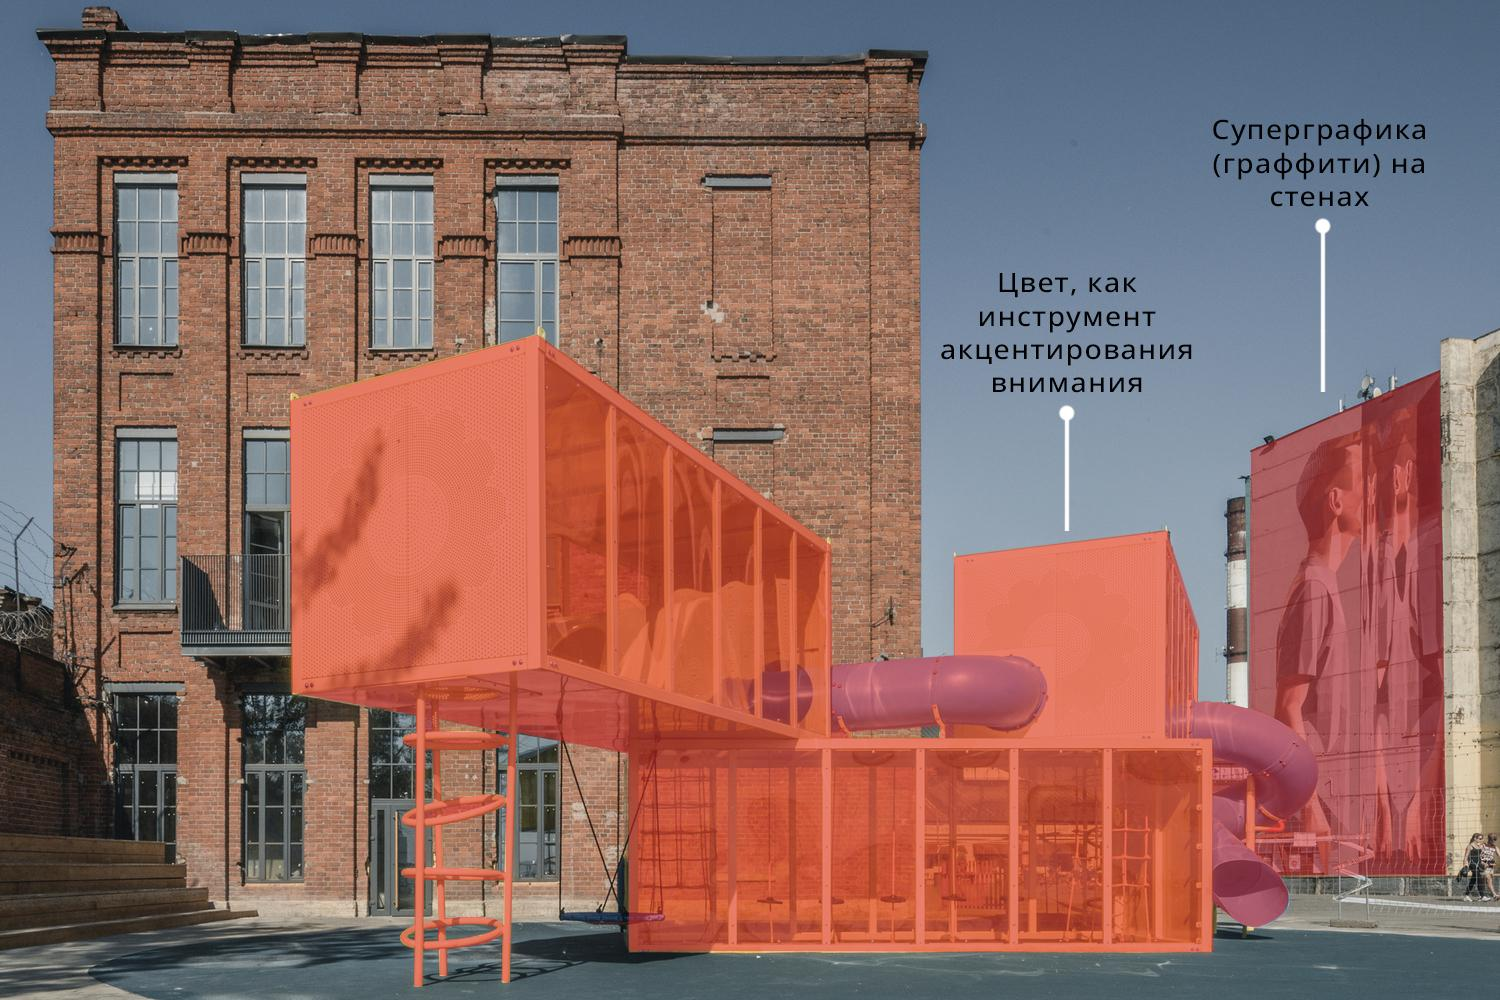 Суперграфика
(граффити) на
стенах
Цвет, как
инструмент
акцентирования
внимания